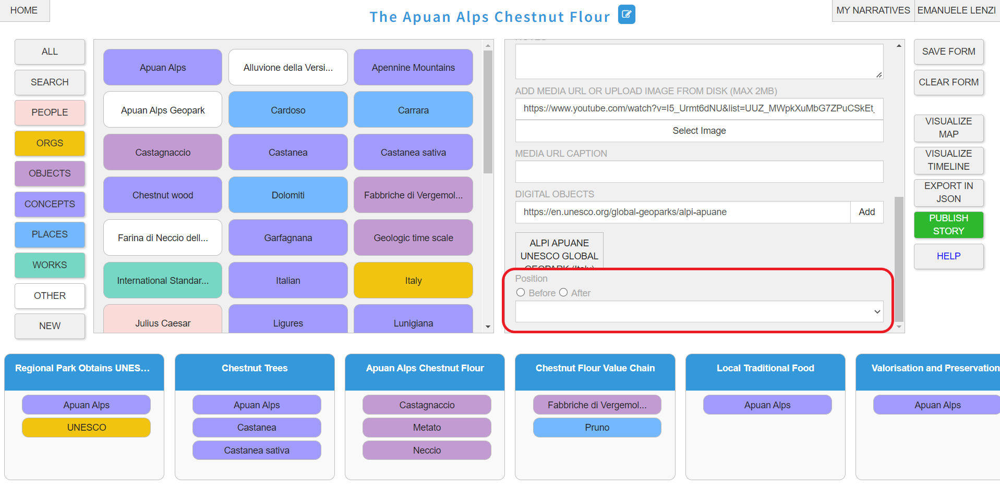 HOME
The Apuan Alps Chestnut Flour
MY NARRATIVES
EMANUELE LENZI
ALL
SEARCH
PEOPLE
ORGS
OBJECTS
CONCEPTS
PLACES
WORKS
OTHER
NEW
Apuan Alps
Alluvione della Versi...
Apennine Mountains
Apuan Alps Geopark
Cardoso
Carrara
Castagnaccio
Castanea
Castanea sativa
Chestnut wood
Dolomiti
Fabbriche di Vergemol...
Farina di Neccio dell...
Garfagnana
Geologic time scale
International Standar...
Italian
Italy
Julius Caesar
Ligures
Lunigiana
NOTES
ADD MEDIA URL OR UPLOAD IMAGE FROM DISK (MAX 2MB)
https://www.youtube.com/watch?v=I5_Urmt6dNU&list=UUZ_MWpkXuMbG7ZPuCSkEt_
Select Image
MEDIA URL CAPTION
DIGITAL OBJECTS
https://en.unesco.org/global-geoparks/alpi-apuane
Add
ALPI APUANE
UNESCO GLOBAL
GEOPARK (Italy)
Position
Before
After
SAVE FORM
CLEAR FORM
VISUALIZE
MAP
VISUALIZE
TIMELINE
EXPORT IN
JSON
PUBLISH
STORY
HELP
Regional Park Obtains UNES...
Apuan Alps
UNESCO
Chestnut Trees
Apuan Alps
Castanea
Castanea sativa
Apuan Alps Chestnut Flour
Castagnaccio
Metato
Neccio
Chestnut Flour Value Chain
Fabbriche di Vergemol...
Pruno
Local Traditional Food
Apuan Alps
Valorisation and Preservation
Apuan Alps